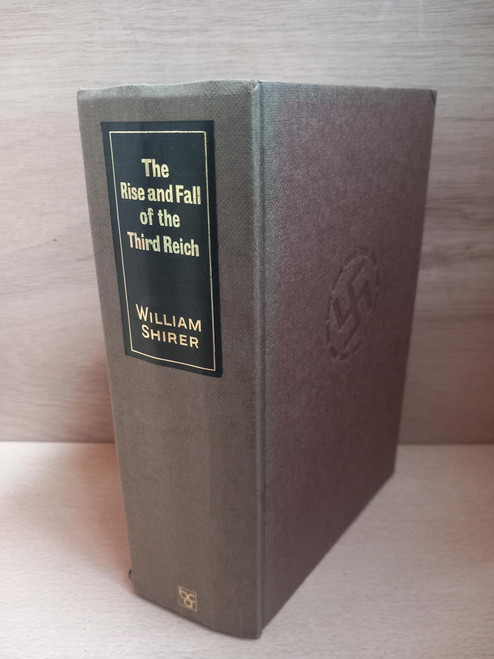 The
Rise and Fall
of the
Third Reich
WILLIAM
SHIRER